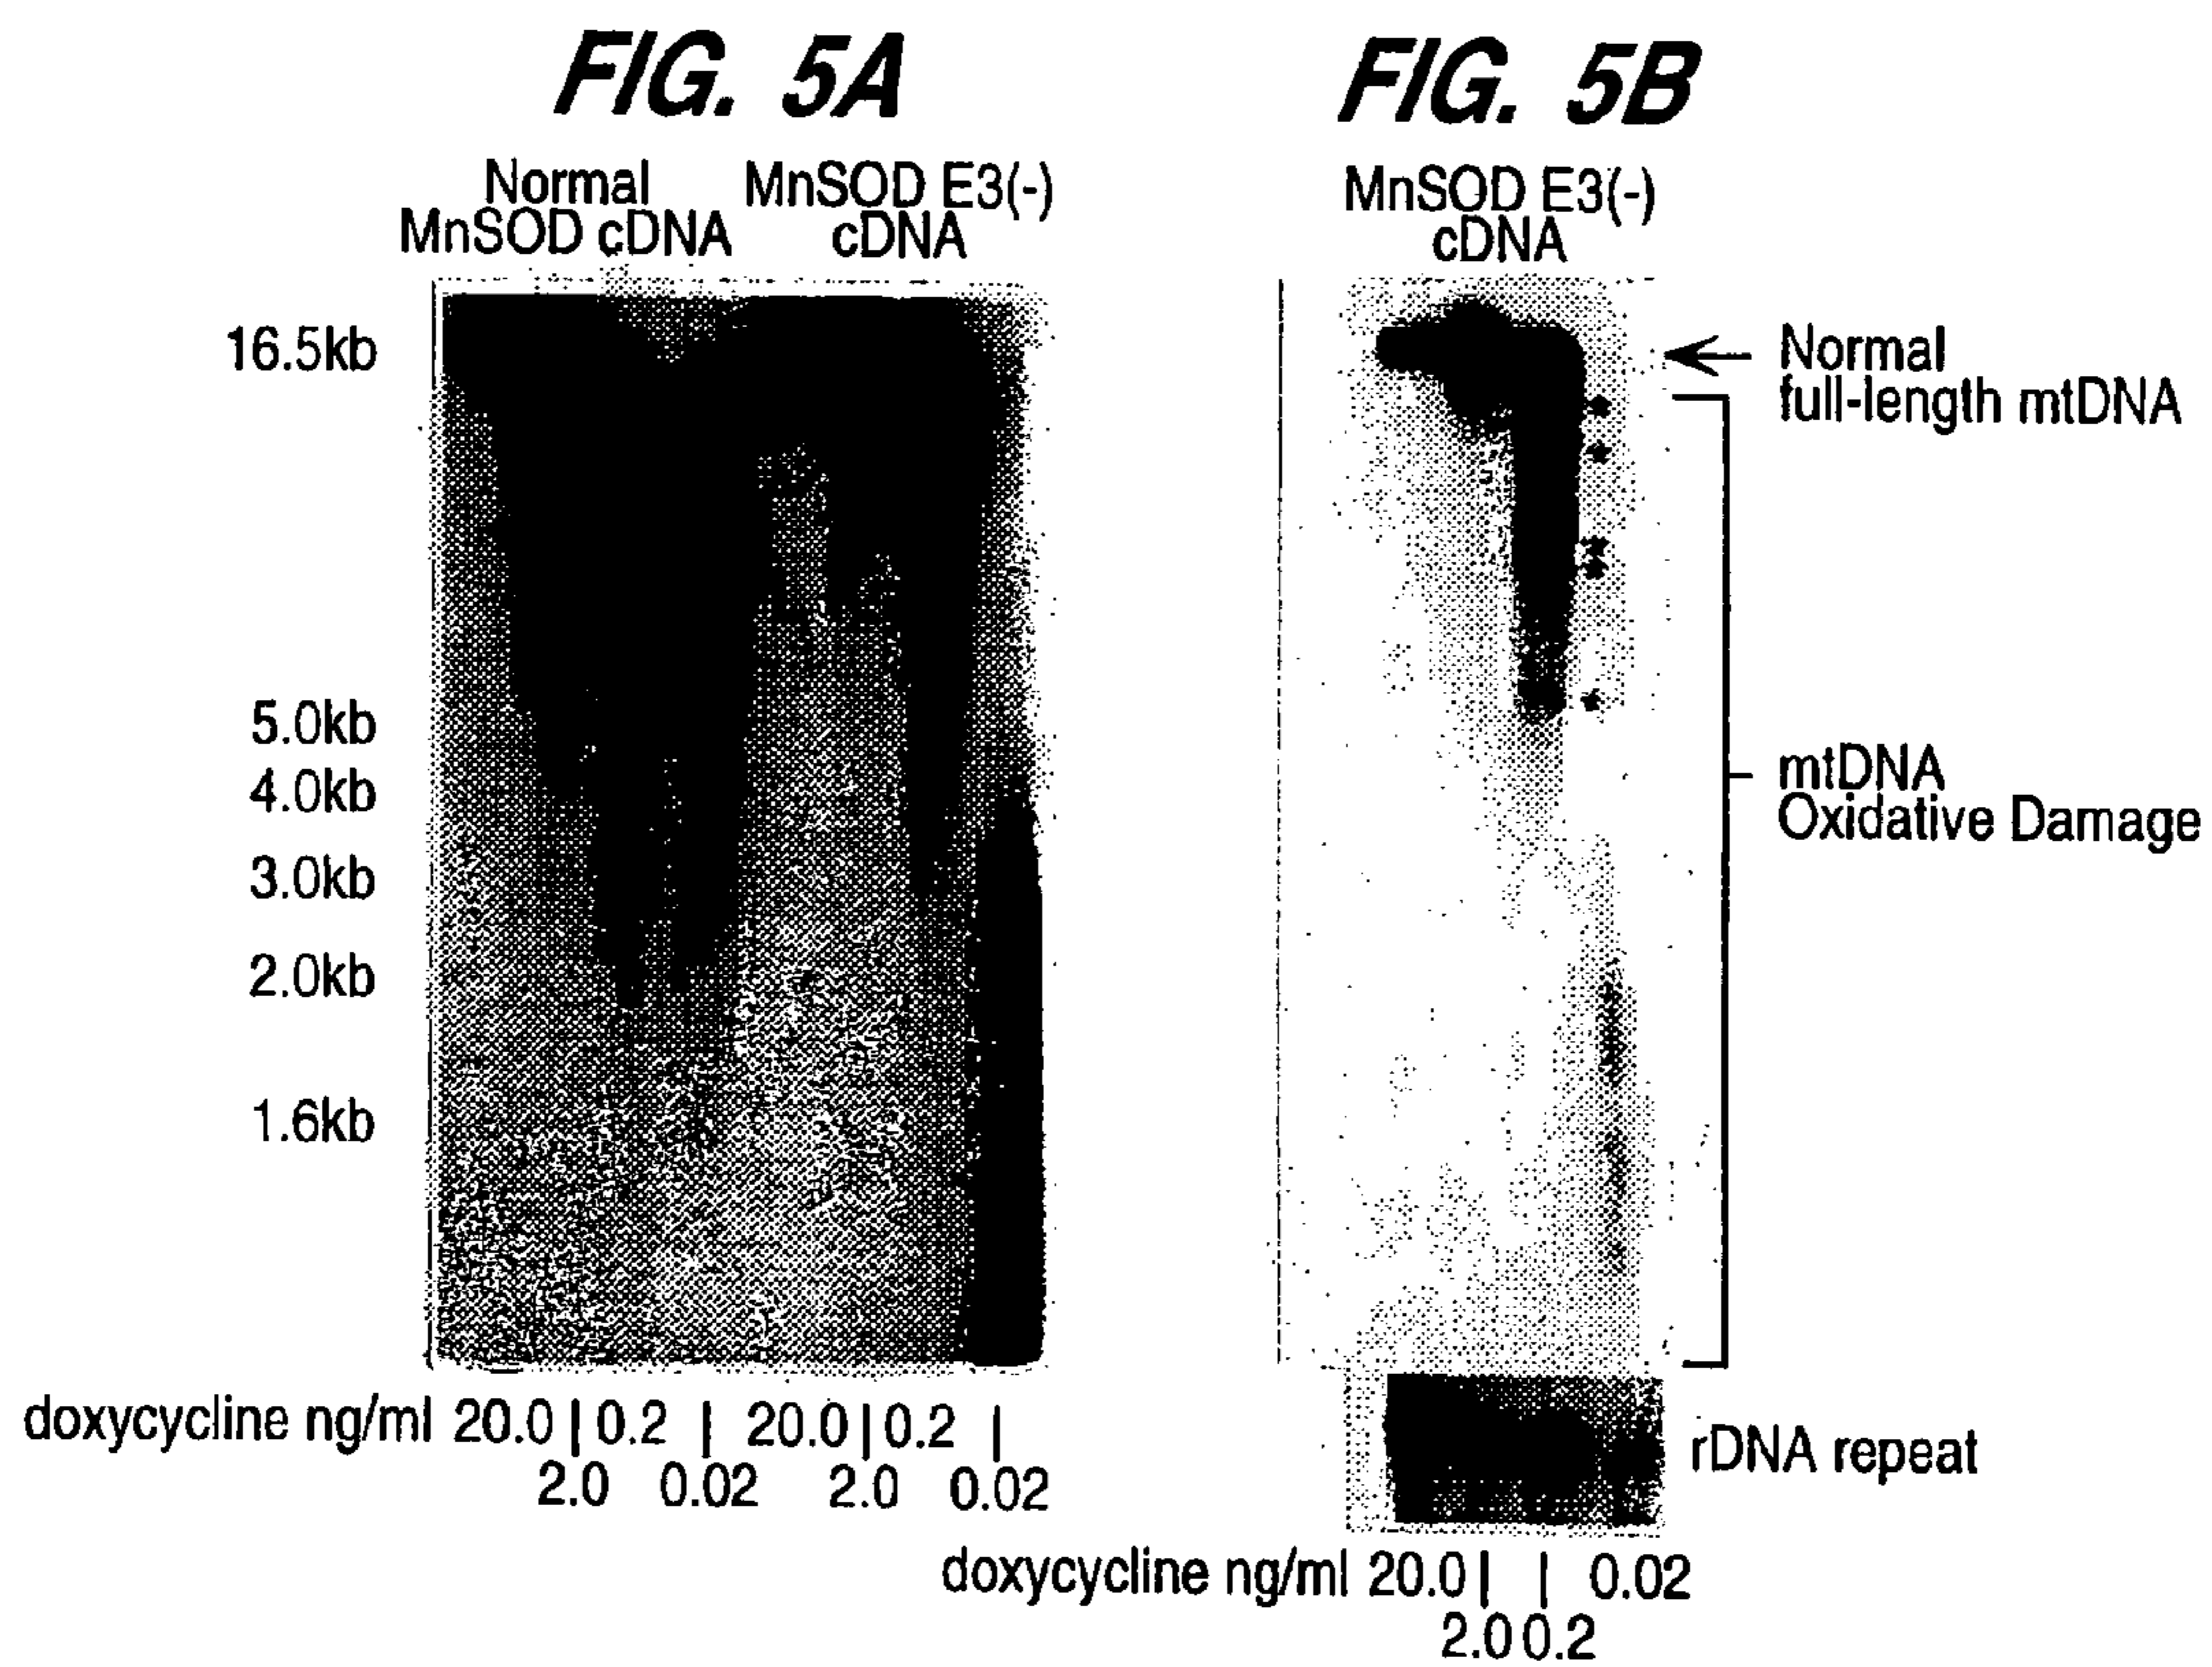 FIG. 5A
Normal
MnSOD cDNA
MnSOD E3(-)
cDNA
16.5kb
5.0kb
4.0kb
3.0kb
2.0kb
1.6kb
doxycycline ng/ml 20.0 | 0.2 | 20.0 | 0.2 |
2.0 0.02 2.0 0.02
FIG. 5B
MnSOD E3(-)
cDNA
Normal
full-length mtDNA
mtDNA
Oxidative Damage
rDNA repeat
doxycycline ng/ml 20.0 | | 0.02
2.0 0.2